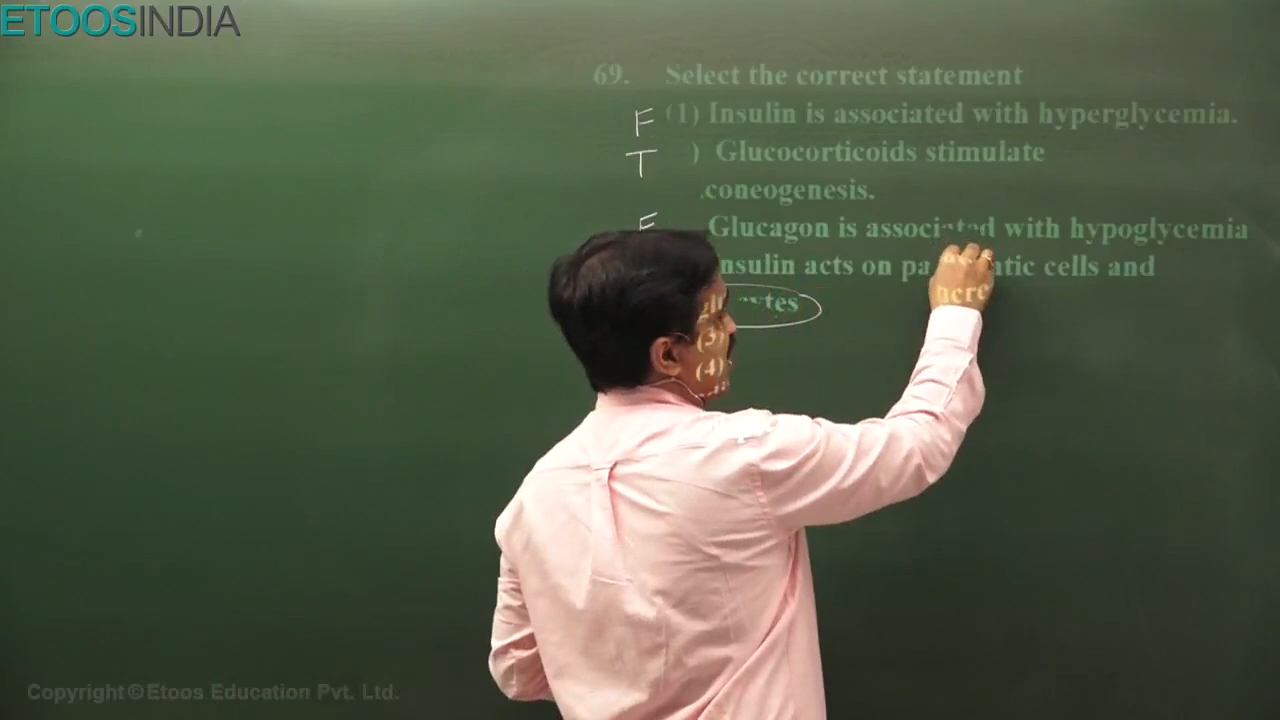 ETOOSINDIA
69. Select the correct statement
F (1) Insulin is associated with hyperglycemia.
T ) Glucocorticoids stimulate
coneogenesis.
F Glucagon is associated with hypoglycemia
nsulin acts on pa atic cells and
ytes
(3)
(4)
Copyright © Etoos Education Pvt. Ltd.